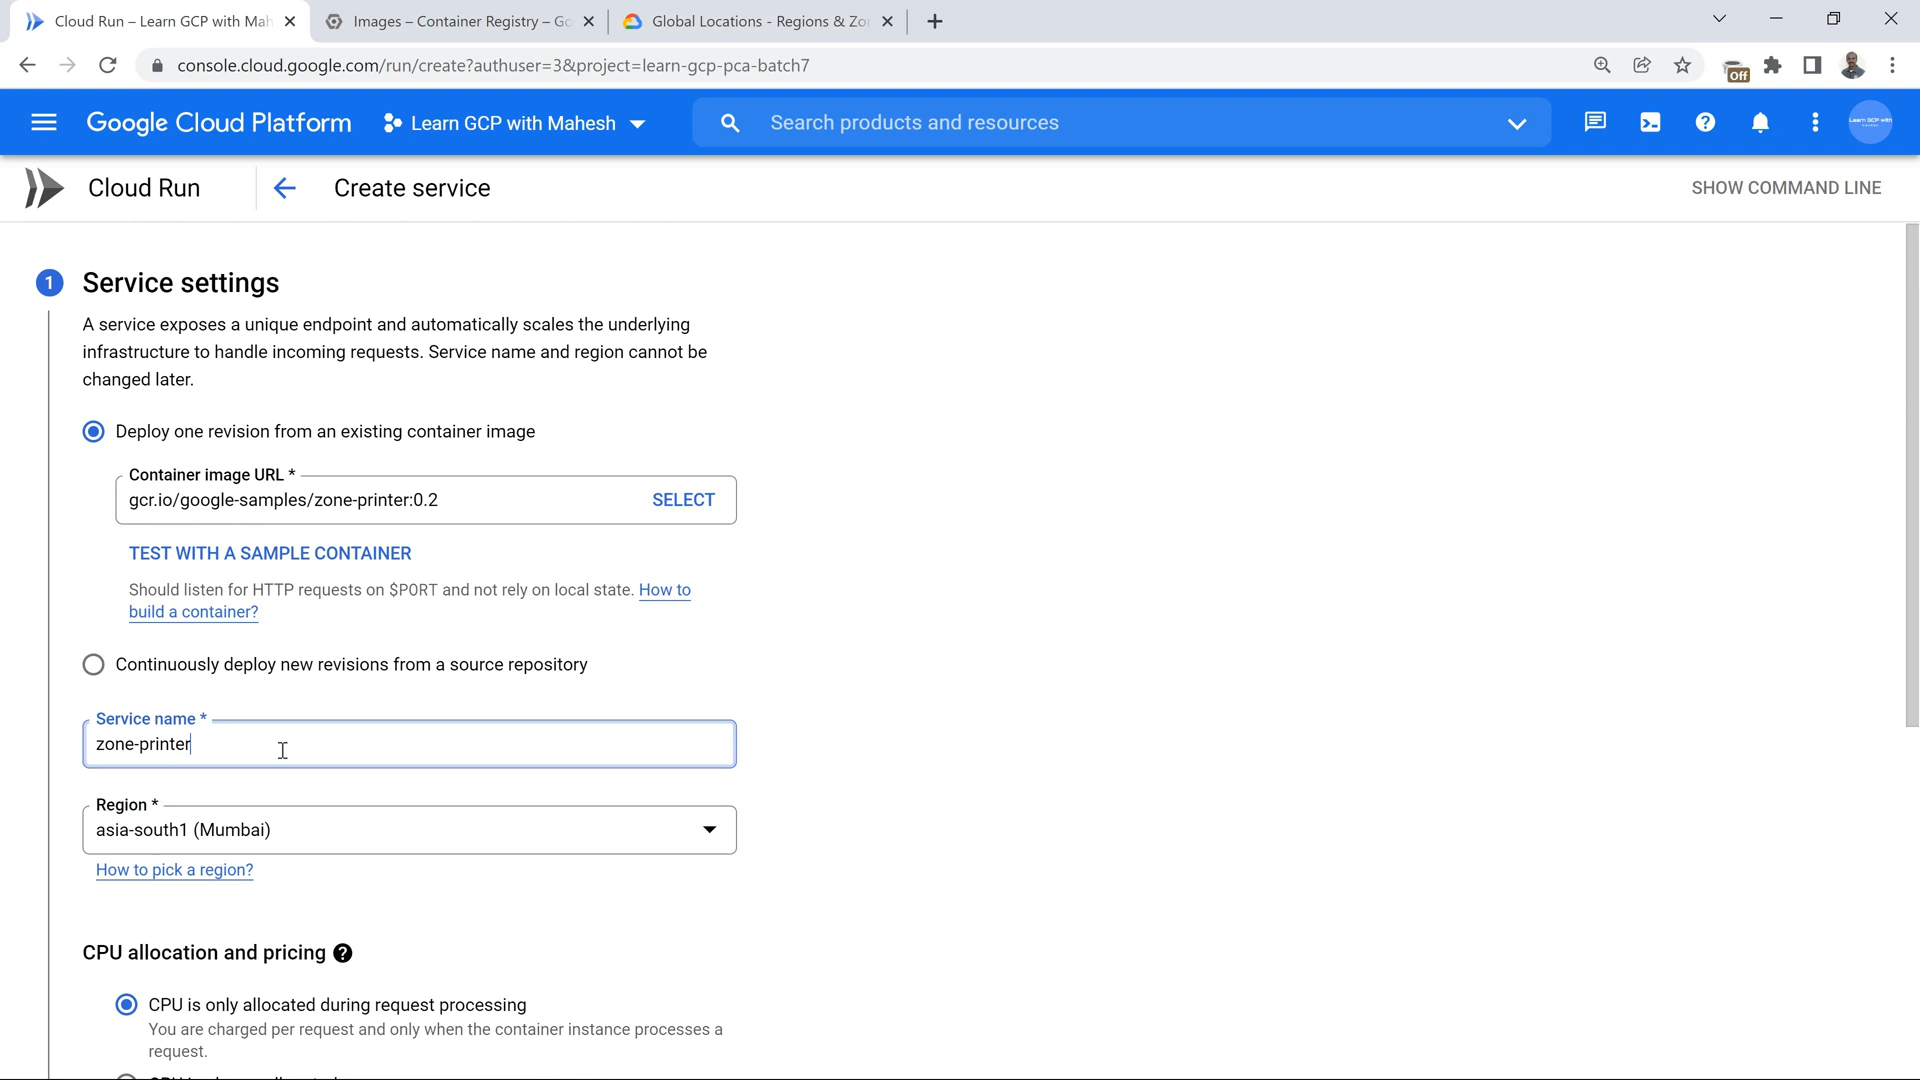 Cloud Run – Learn GCP with Mah
Images – Container Registry – Go
Global Locations - Regions & Zo
console.cloud.google.com/run/create?authuser=3&project=learn-gcp-pca-batch7
Off
Google Cloud Platform
Learn GCP with Mahesh
Search products and resources
Learn GCP with
Cloud Run
Create service
SHOW COMMAND LINE
1
Service settings
A service exposes a unique endpoint and automatically scales the underlying
infrastructure to handle incoming requests. Service name and region cannot be
changed later.
Deploy one revision from an existing container image
Container image URL *
gcr.io/google-samples/zone-printer:0.2
SELECT
TEST WITH A SAMPLE CONTAINER
Should listen for HTTP requests on $PORT and not rely on local state. How to
build a container?
Continuously deploy new revisions from a source repository
Service name *
zone-printer
Region *
asia-south1 (Mumbai)
How to pick a region?
CPU allocation and pricing
CPU is only allocated during request processing
You are charged per request and only when the container instance processes a
request.